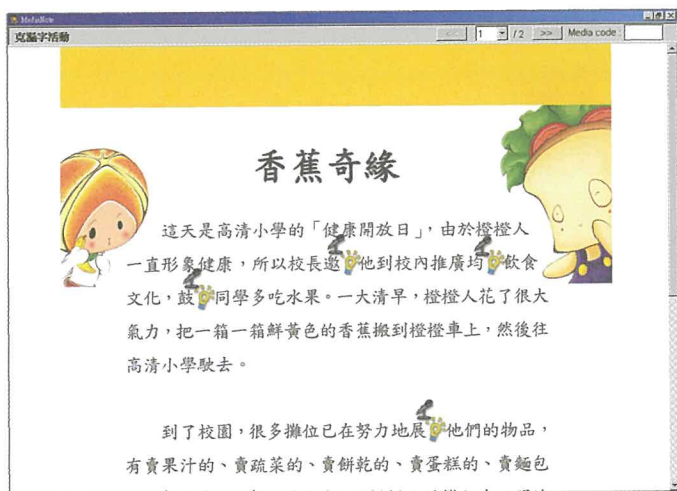 MediaNote
克漏字活動
<< 1 / 2 >> Media code :
香蕉奇緣
這天是高清小學的「健康開放日」，由於橙橙人
一直形象健康，所以校長邀 他到校內推廣均 飲食
文化，鼓 同學多吃水果。一大清早，橙橙人花了很大
氣力，把一箱一箱鮮黃色的香蕉搬到橙橙車上，然後往
高清小學駛去。
到了校園，很多攤位已在努力地展 他們的物品，
有賣果汁的、賣疏菜的、賣餅乾的、賣蛋糕的、賣麵包